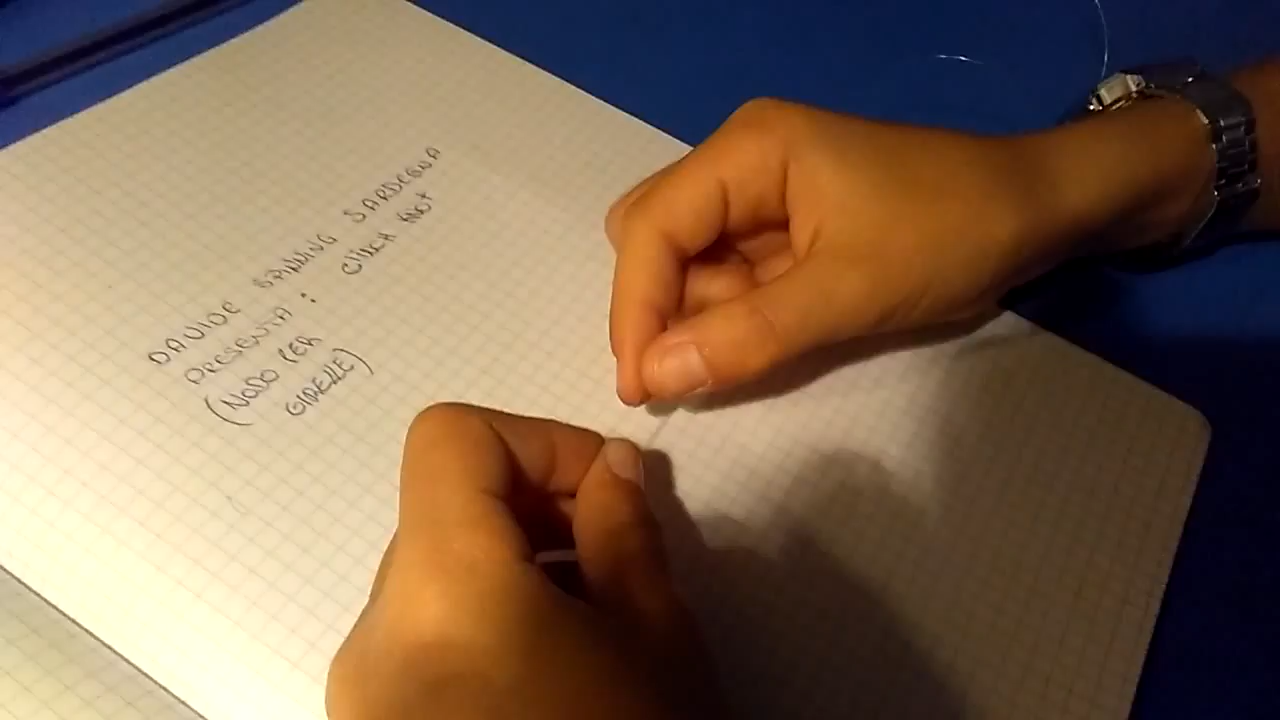 DAVIDE SPINNING SARDEGNA
PRESENTA: CLINCH KNOT
(NODO PER
GIRELLE)